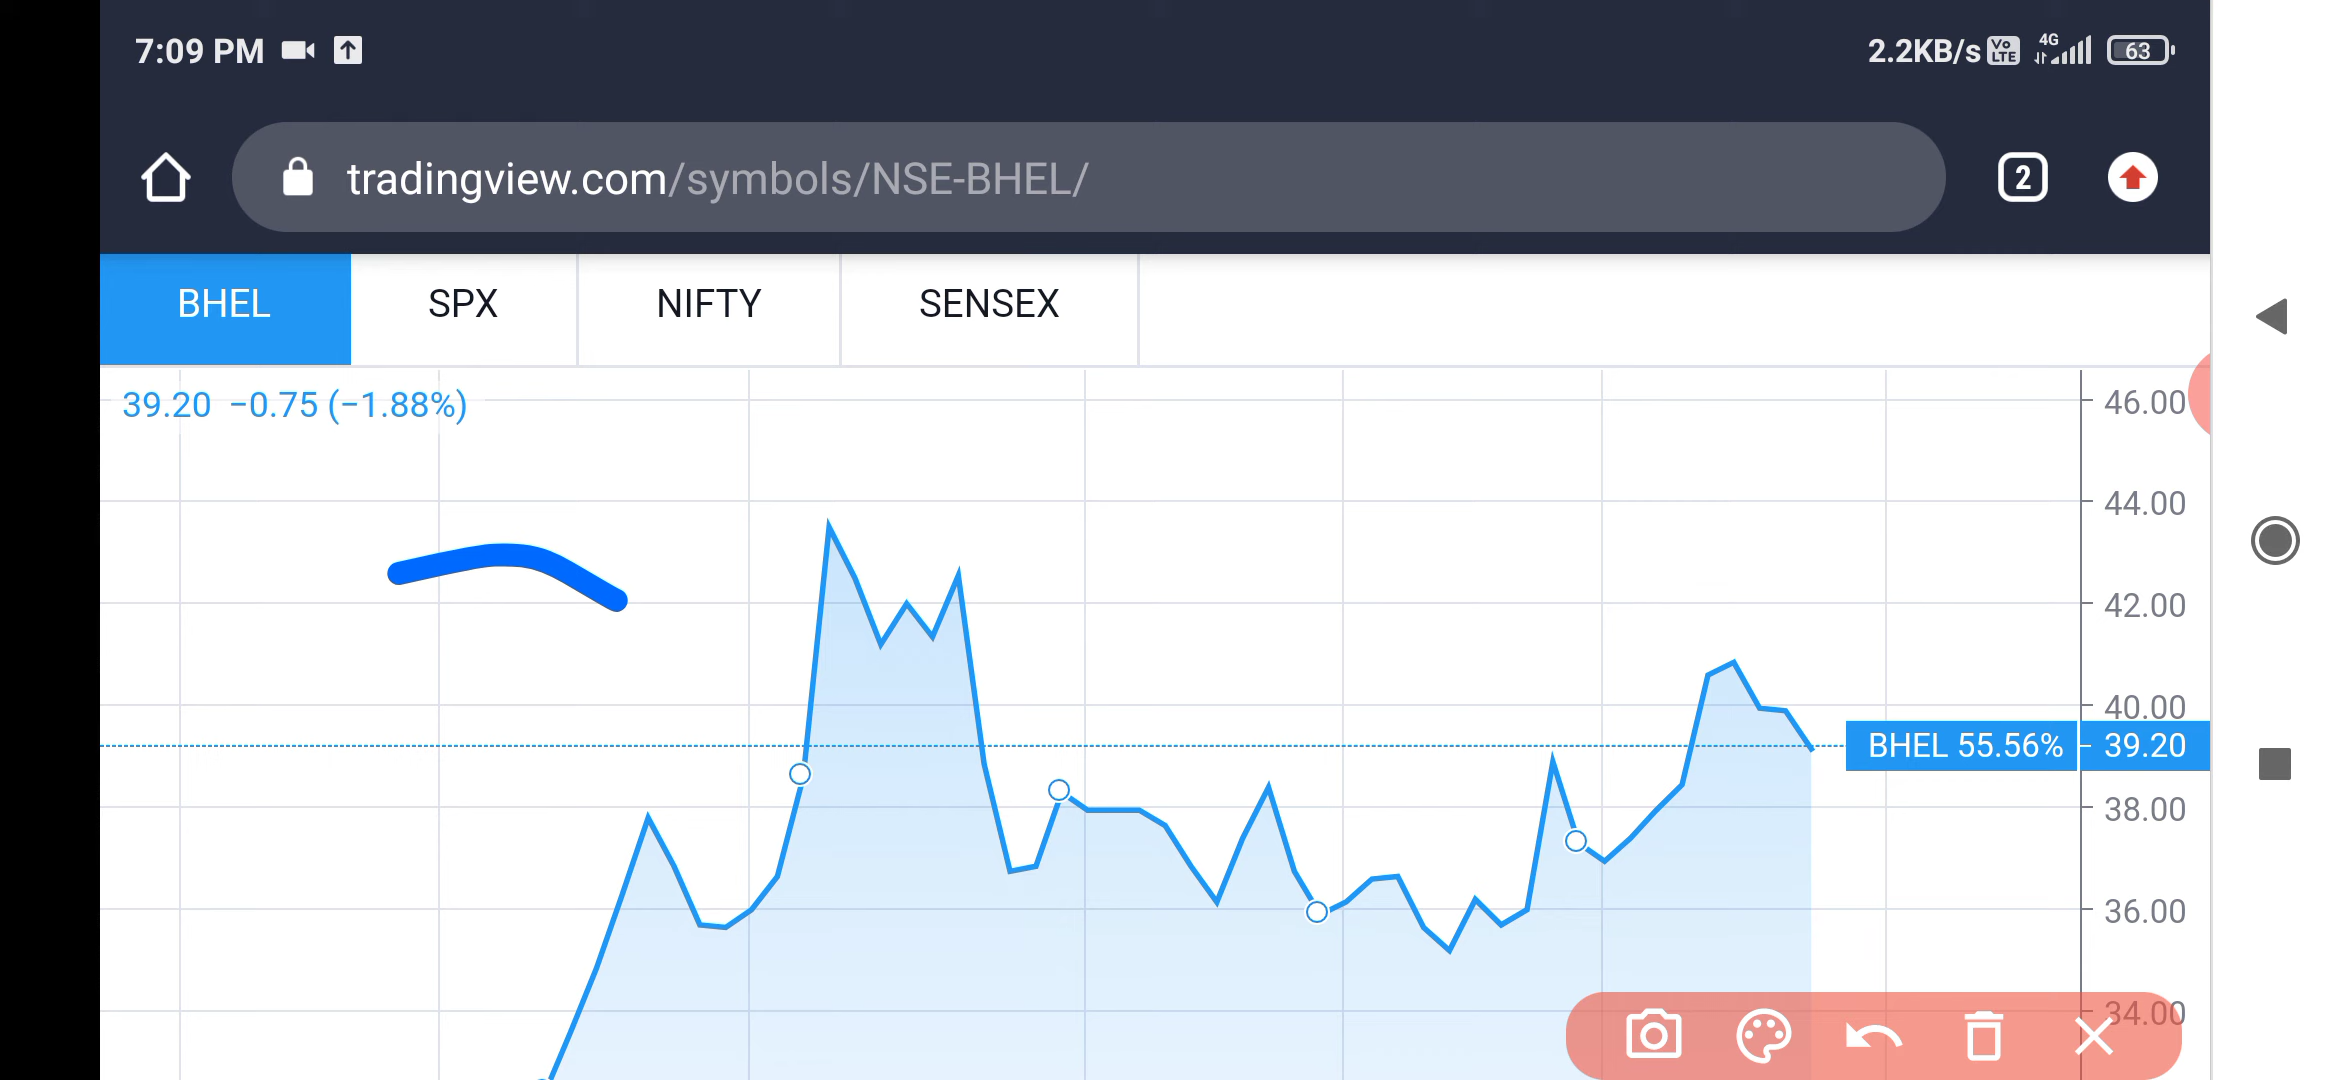 7:09 PM 2.2KB/s Vo LTE 4G 63
tradingview.com/symbols/NSE-BHEL/ 2
BHEL SPX NIFTY SENSEX
39.20 −0.75 (−1.88%)
46.00
44.00
42.00
40.00
BHEL 55.56% 39.20
38.00
36.00
34.00